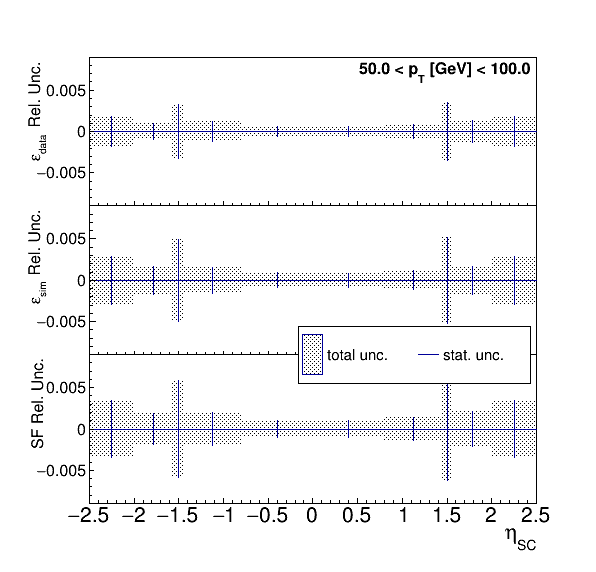 50.0 < p_T [GeV] < 100.0
ε_data Rel. Unc.
0.005
0
−0.005
ε_sim Rel. Unc.
0.005
0
−0.005
total unc. stat. unc.
SF Rel. Unc.
0.005
0
−0.005
−2.5 −2 −1.5 −1 −0.5 0 0.5 1 1.5 2 2.5
η_SC